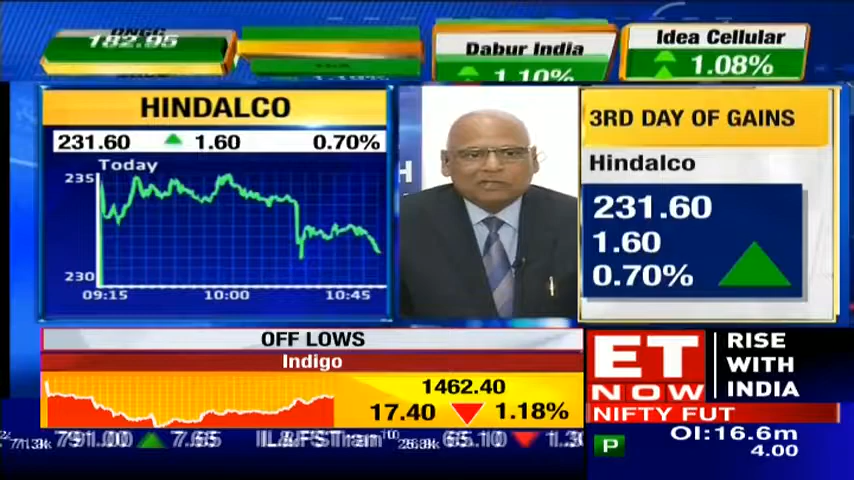 182.95
Dabur India
1.10%
Idea Cellular
1.08%
HINDALCO
231.60 1.60 0.70%
Today
235
230
09:15 10:00 10:45
3RD DAY OF GAINS
Hindalco
231.60
1.60
0.70%
OFF LOWS
Indigo
1462.40
17.40 1.18%
ET
NOW
RISE
WITH
INDIA
NIFTY FUT
P
OI:16.6m
4.00
791.00 7.65 65.10